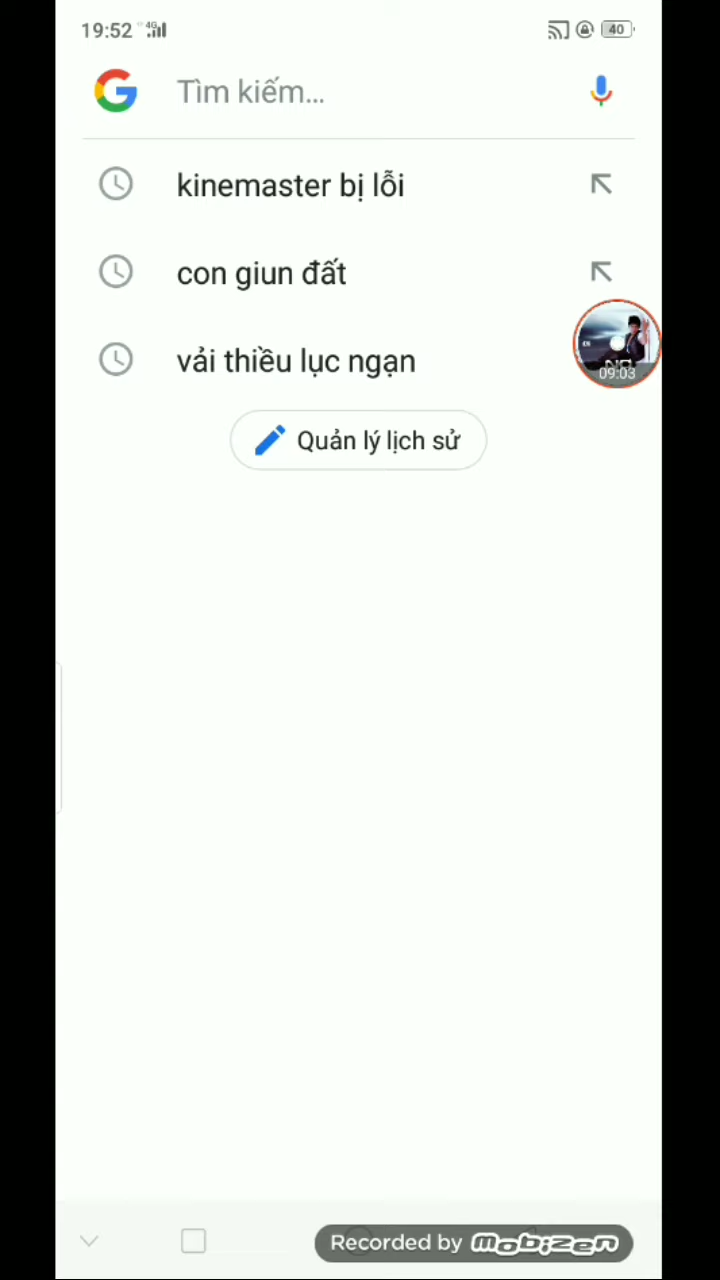 19:52 4G 40
Tìm kiếm...
kinemaster bị lỗi
con giun đất
vải thiều lục ngạn
09:03
Quản lý lịch sử
Recorded by mobizen